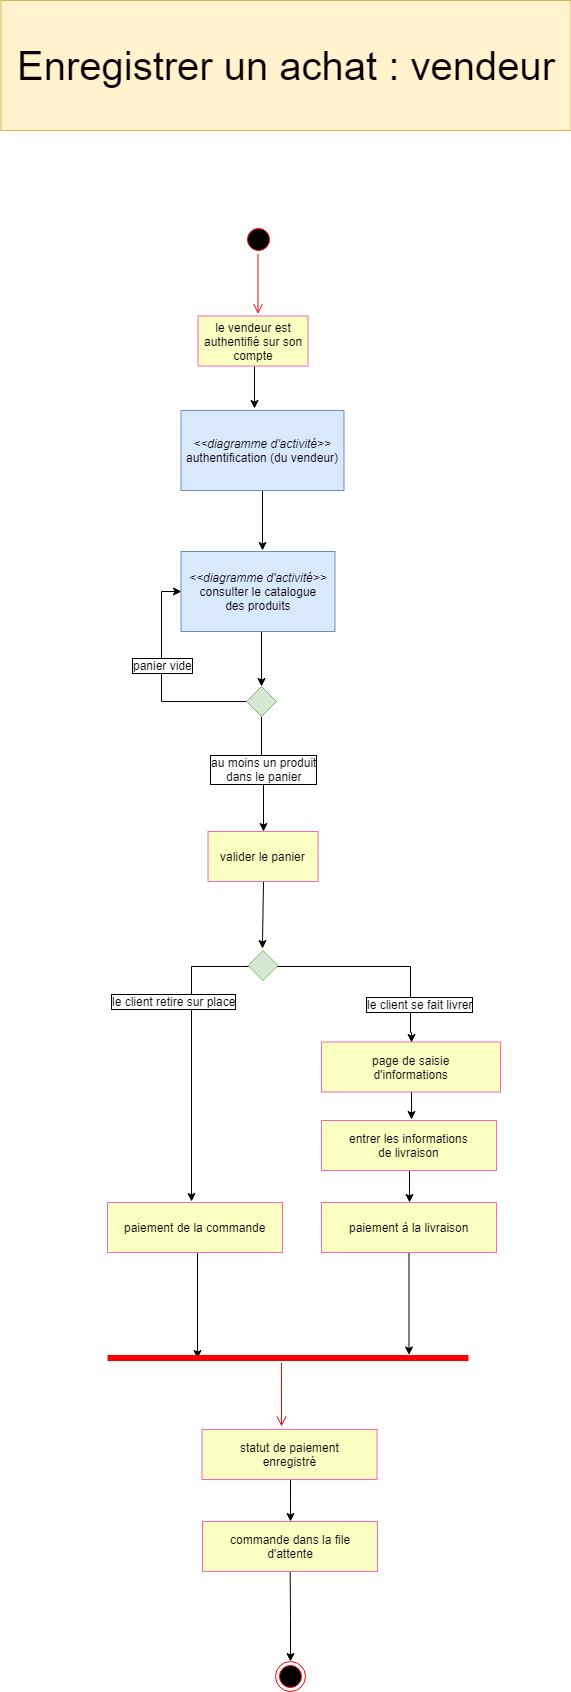 Enregistrer un achat : vendeur
le vendeur est
authentifié sur son
compte
<<diagramme d'activité>>
authentification (du vendeur)
<<diagramme d'activité>>
consulter le catalogue
des produits
panier vide
au moins un produit
dans le panier
valider le panier
le client retire sur place
le client se fait livrer
page de saisie
d'informations
entrer les informations
de livraison
paiement de la commande
paiement à la livraison
statut de paiement
enregistré
commande dans la file
d'attente